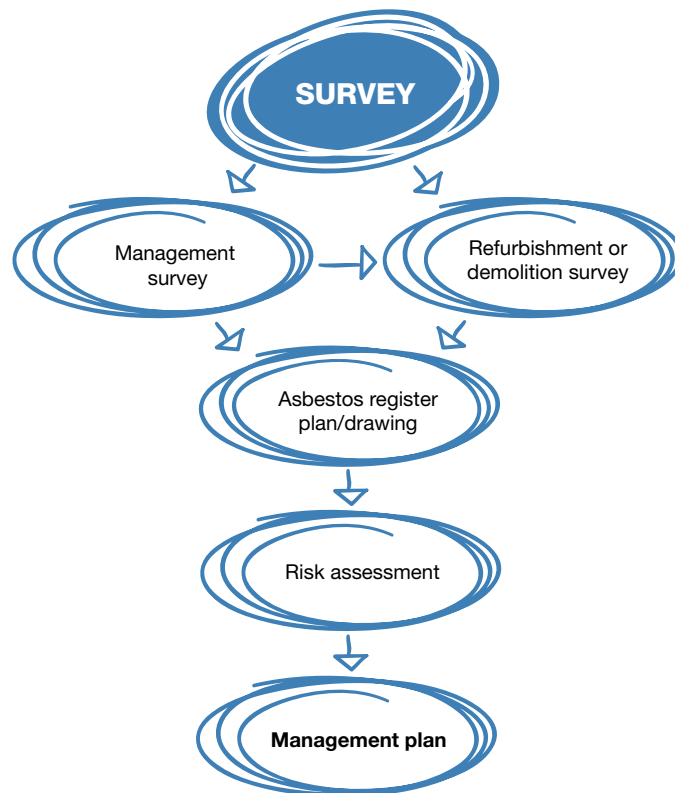 SURVEY
Management
survey
Refurbishment or
demolition survey
Asbestos register
plan/drawing
Risk assessment
Management plan